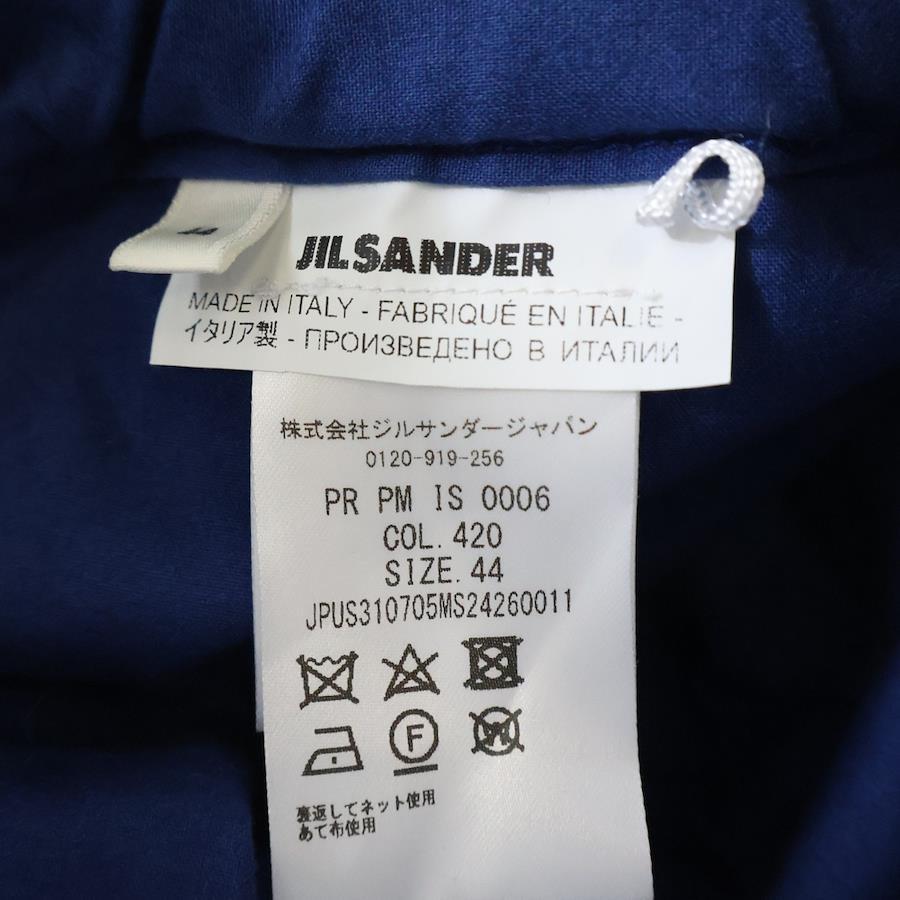 44
JILSANDER
MADE IN ITALY - FABRIQUÉ EN ITALIE -
イタリア製 - ПРОИЗВЕДЕНО В ИТАЛИИ
株式会社ジルサンダージャパン
0120-919-256
PR PM IS 0006
COL. 420
SIZE. 44
JPUS310705MS24260011
F
W
裏返してネット使用
あて布使用